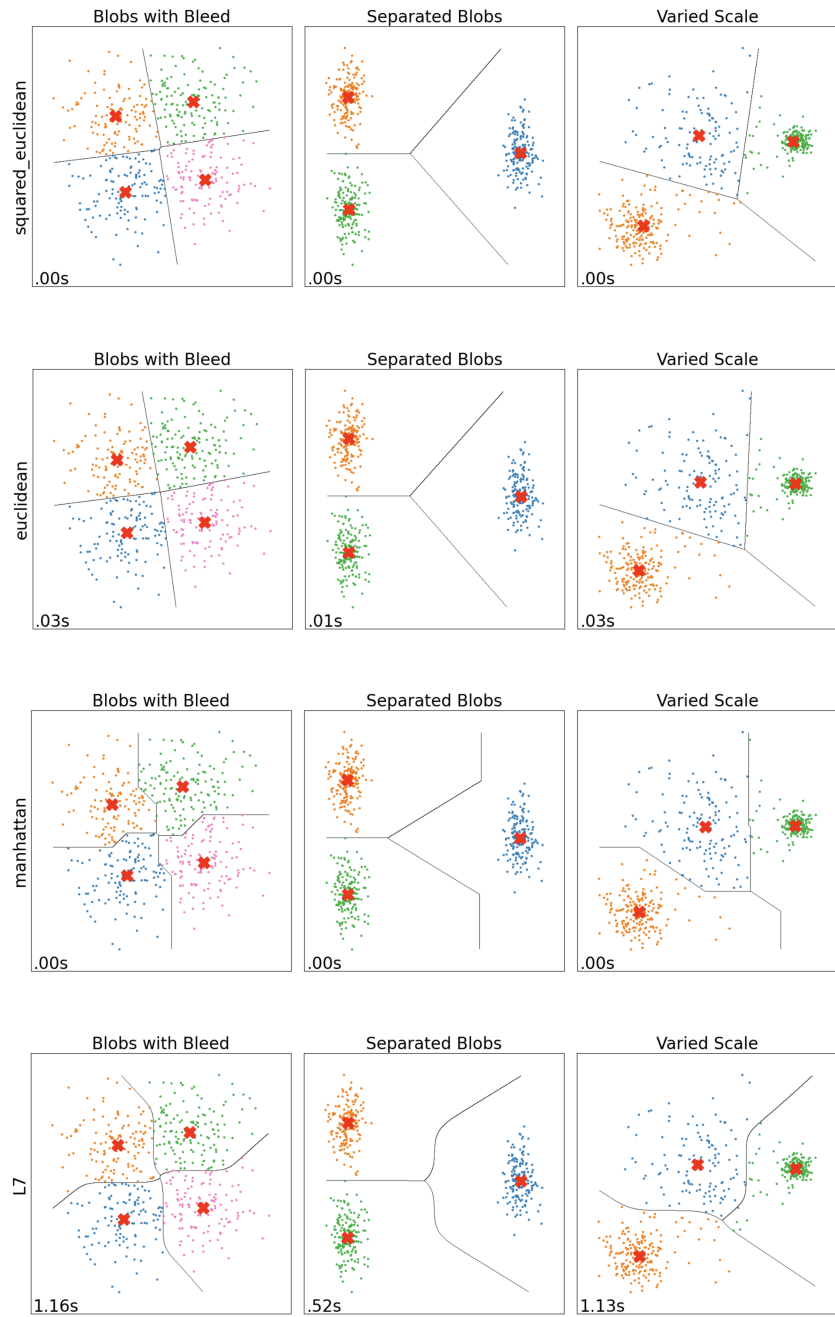 Blobs with Bleed
Separated Blobs
Varied Scale
squared_euclidean
.00s
.00s
.00s
Blobs with Bleed
Separated Blobs
Varied Scale
euclidean
.03s
.01s
.03s
Blobs with Bleed
Separated Blobs
Varied Scale
manhattan
.00s
.00s
.00s
Blobs with Bleed
Separated Blobs
Varied Scale
L7
1.16s
.52s
1.13s